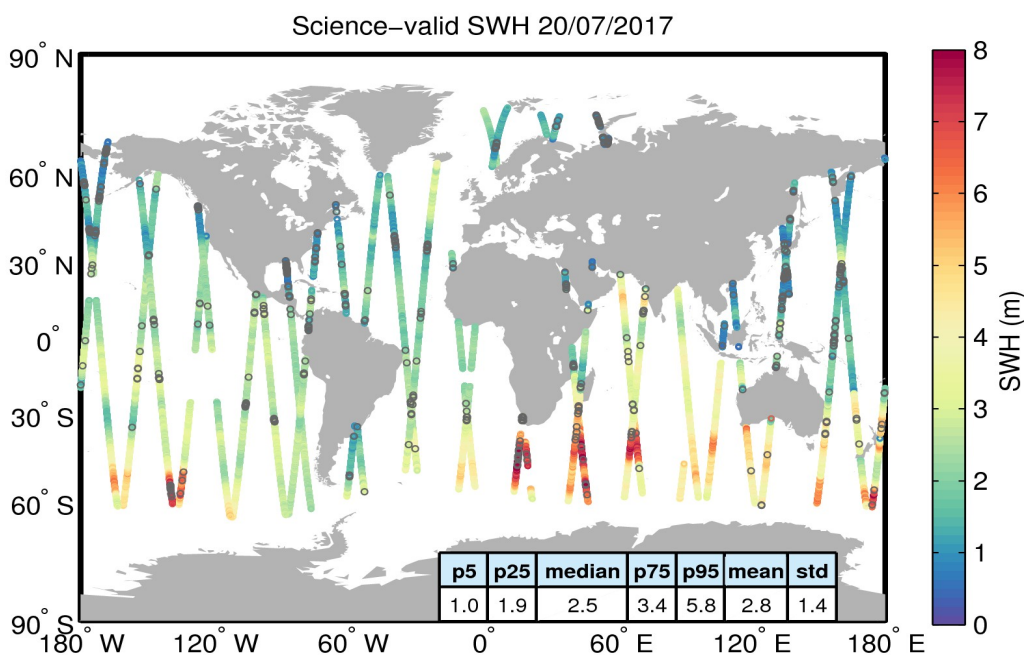 Science−valid SWH 20/07/2017
90° N
60° N
30° N
0°
30° S
60° S
90° S
180° W
120° W
60° W
0°
60° E
120° E
180° E
p5 p25 median p75 p95 mean std
1.0 1.9 2.5 3.4 5.8 2.8 1.4
8
7
6
5
4
3
2
1
0
SWH (m)